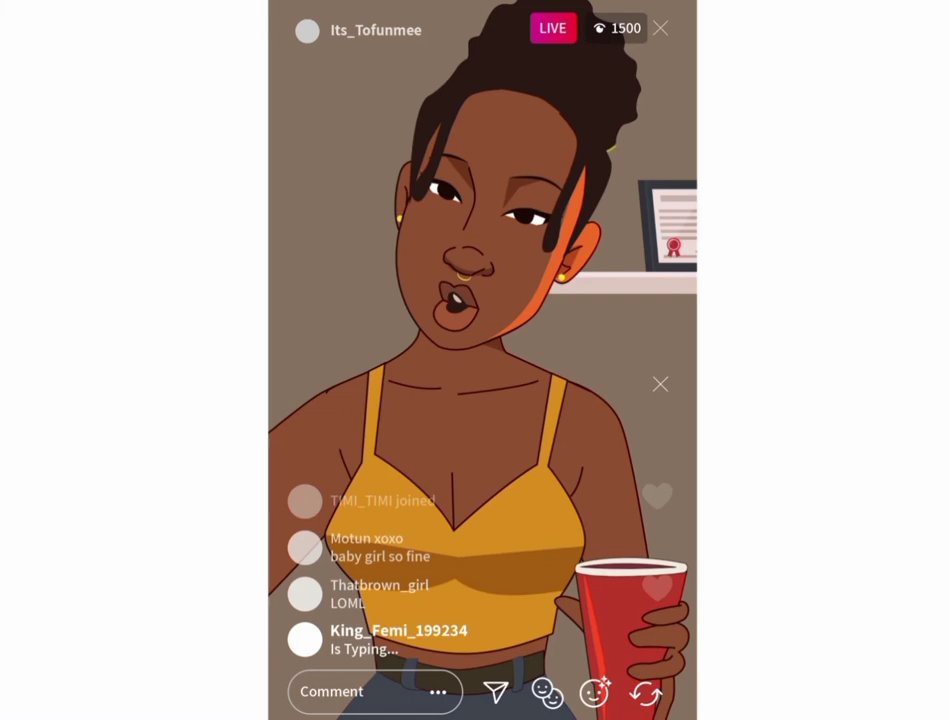 Its_Tofunmee
LIVE
1500
TIMI_TIMI joined
Motun xoxo
baby girl so fine
Thatbrown_girl
LOML
King_Femi_199234
Is Typing...
Comment